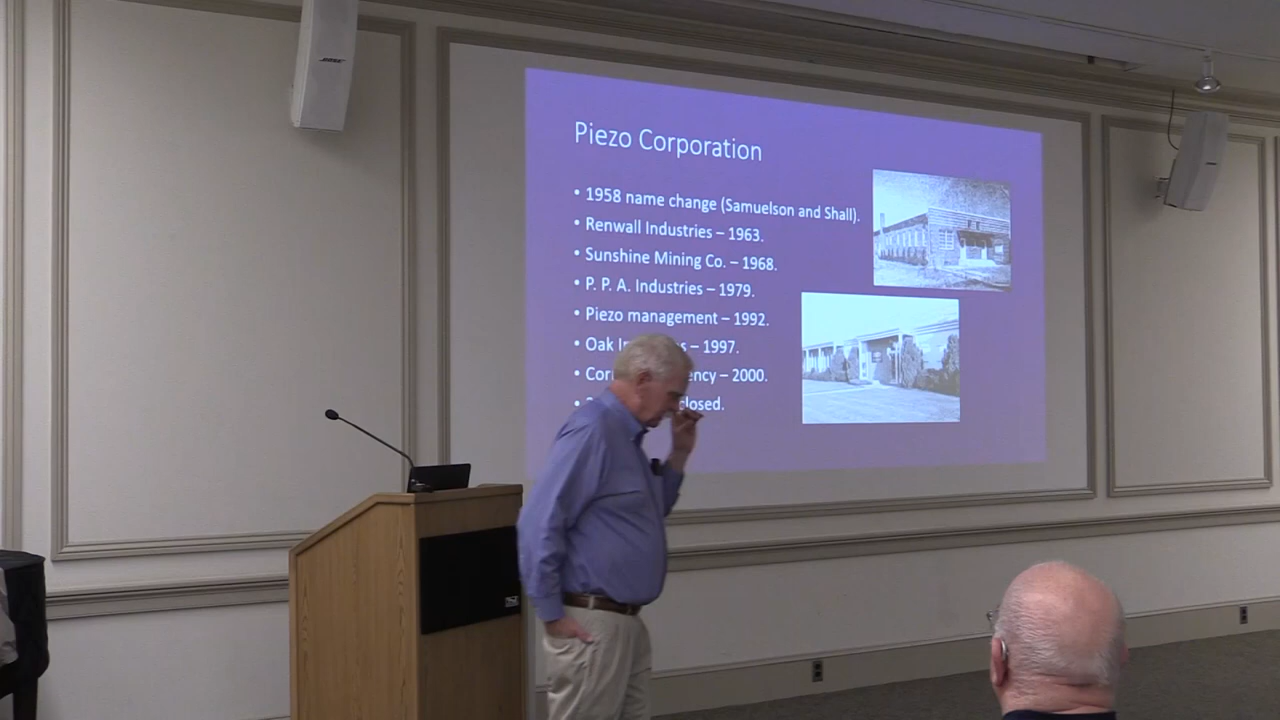 BOSE
Piezo Corporation
• 1958 name change (Samuelson and Shall).
• Renwall Industries – 1963.
• Sunshine Mining Co. – 1968.
• P. P. A. Industries – 1979.
• Piezo management – 1992.
• Oak – 1997.
• – 2000.
• closed.